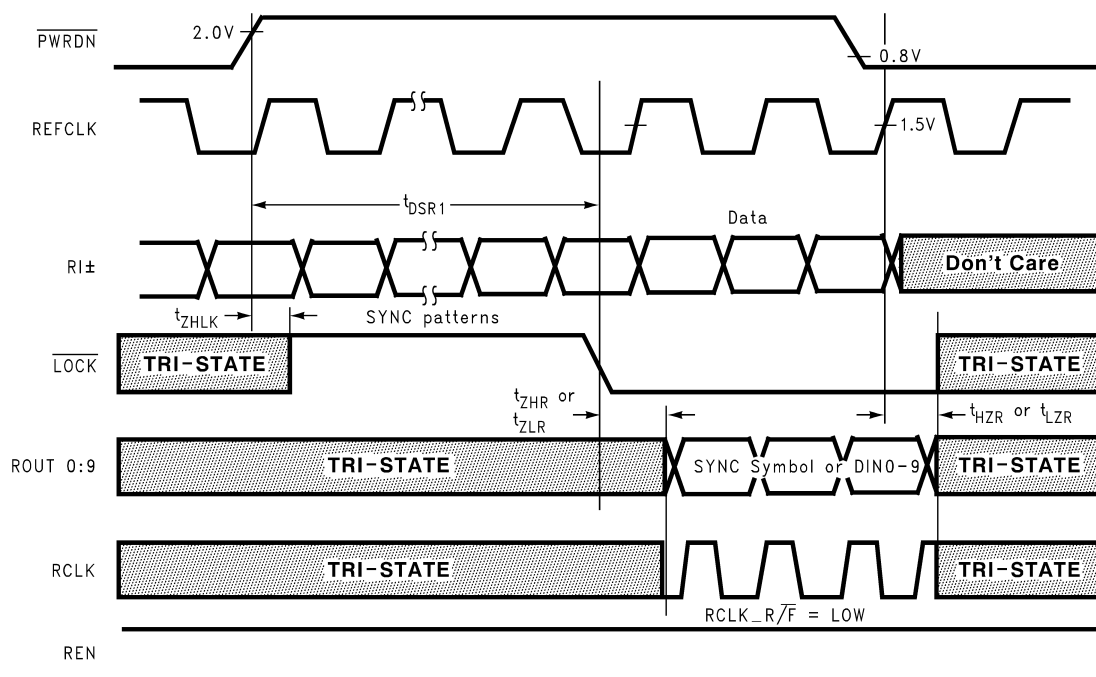 PWRDN
2.0V
0.8V
REFCLK
1.5V
tDSR1
Data
RI±
Don't Care
tZHLK
SYNC patterns
LOCK
TRI-STATE
TRI-STATE
tZHR or
tZLR
tHZR or tLZR
ROUT 0:9
TRI-STATE
SYNC Symbol or DIN0-9
TRI-STATE
RCLK
TRI-STATE
TRI-STATE
RCLK_R/F = LOW
REN